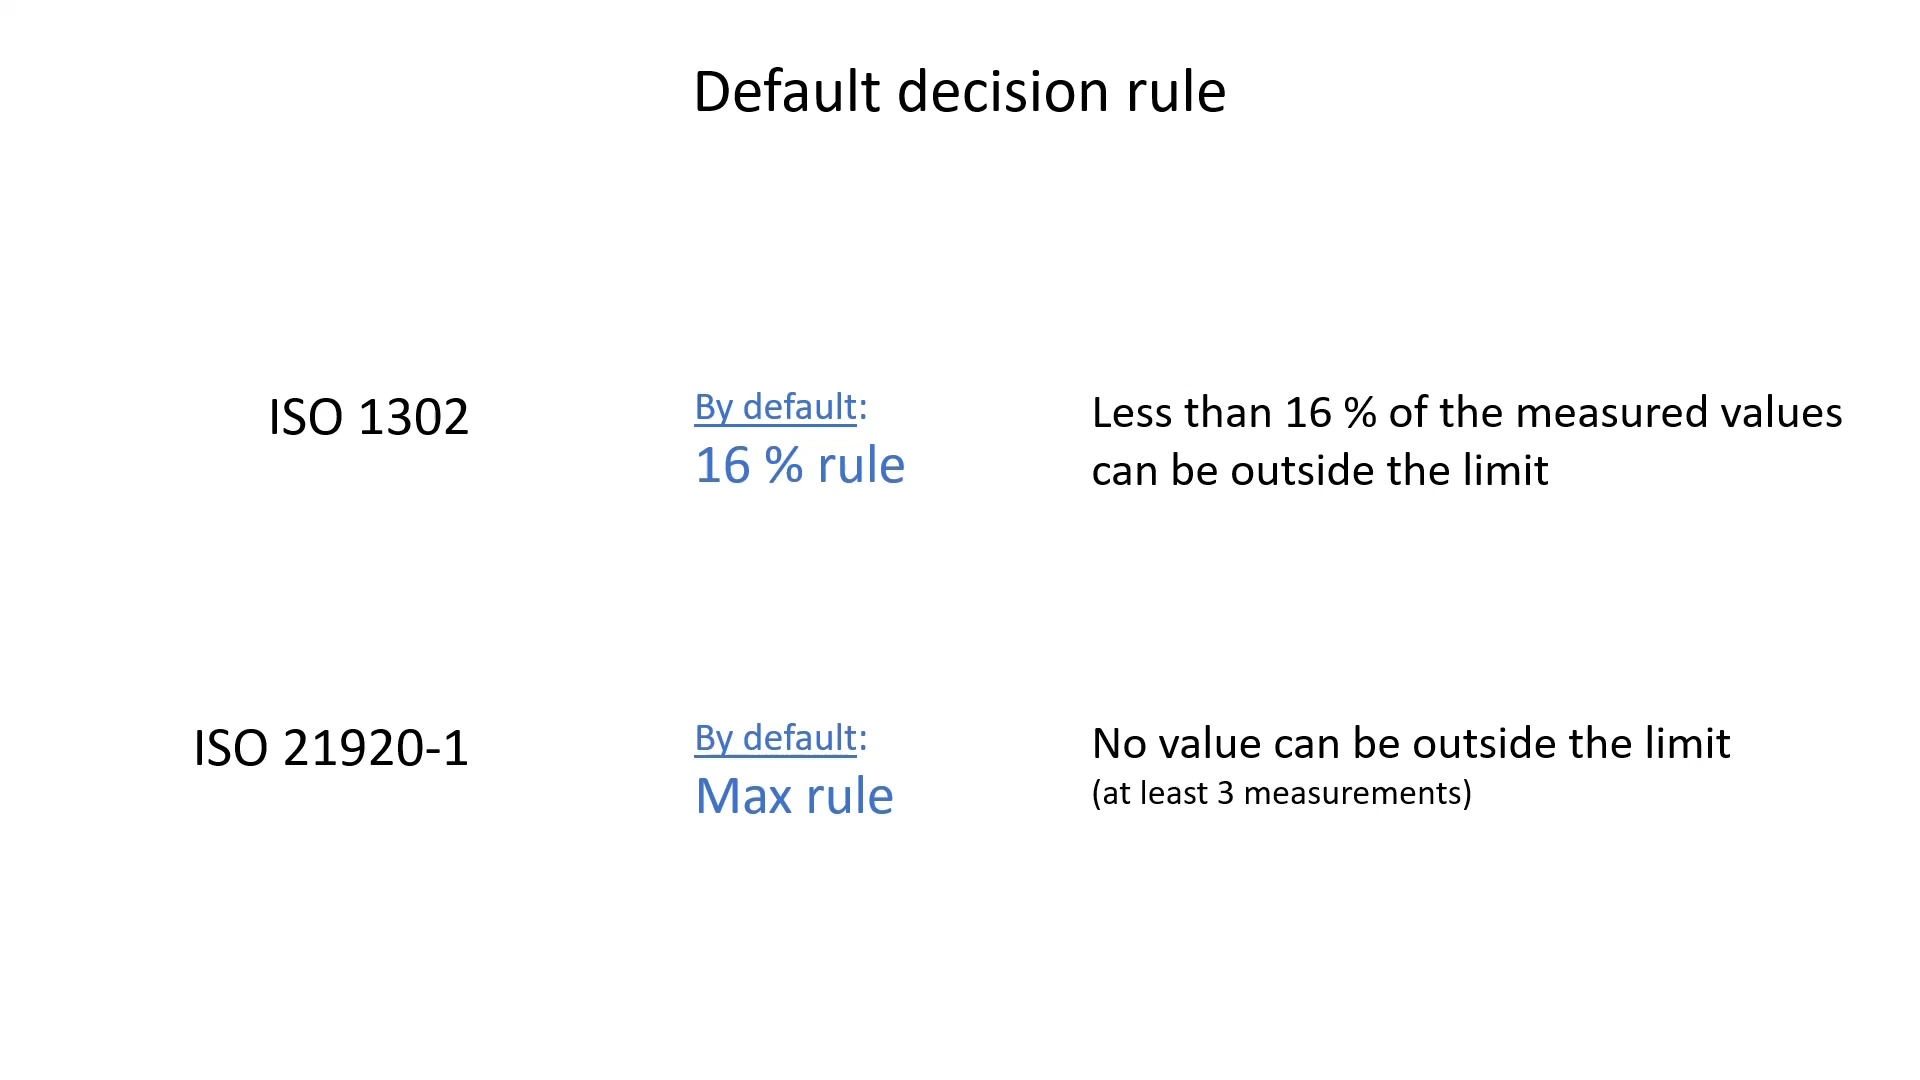 Default decision rule
ISO 1302
By default:
16 % rule
Less than 16 % of the measured values
can be outside the limit
ISO 21920-1
By default:
Max rule
No value can be outside the limit
(at least 3 measurements)